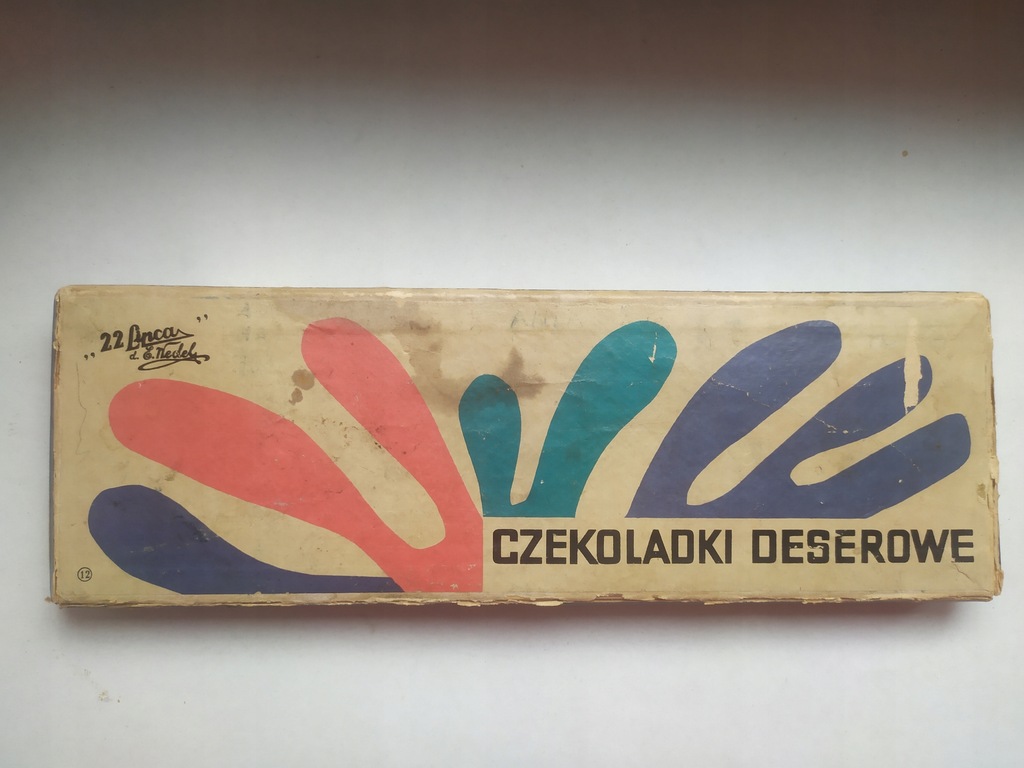 „22 Lipca”
d. E. Wedel
CZEKOLADKI DESEROWE
12